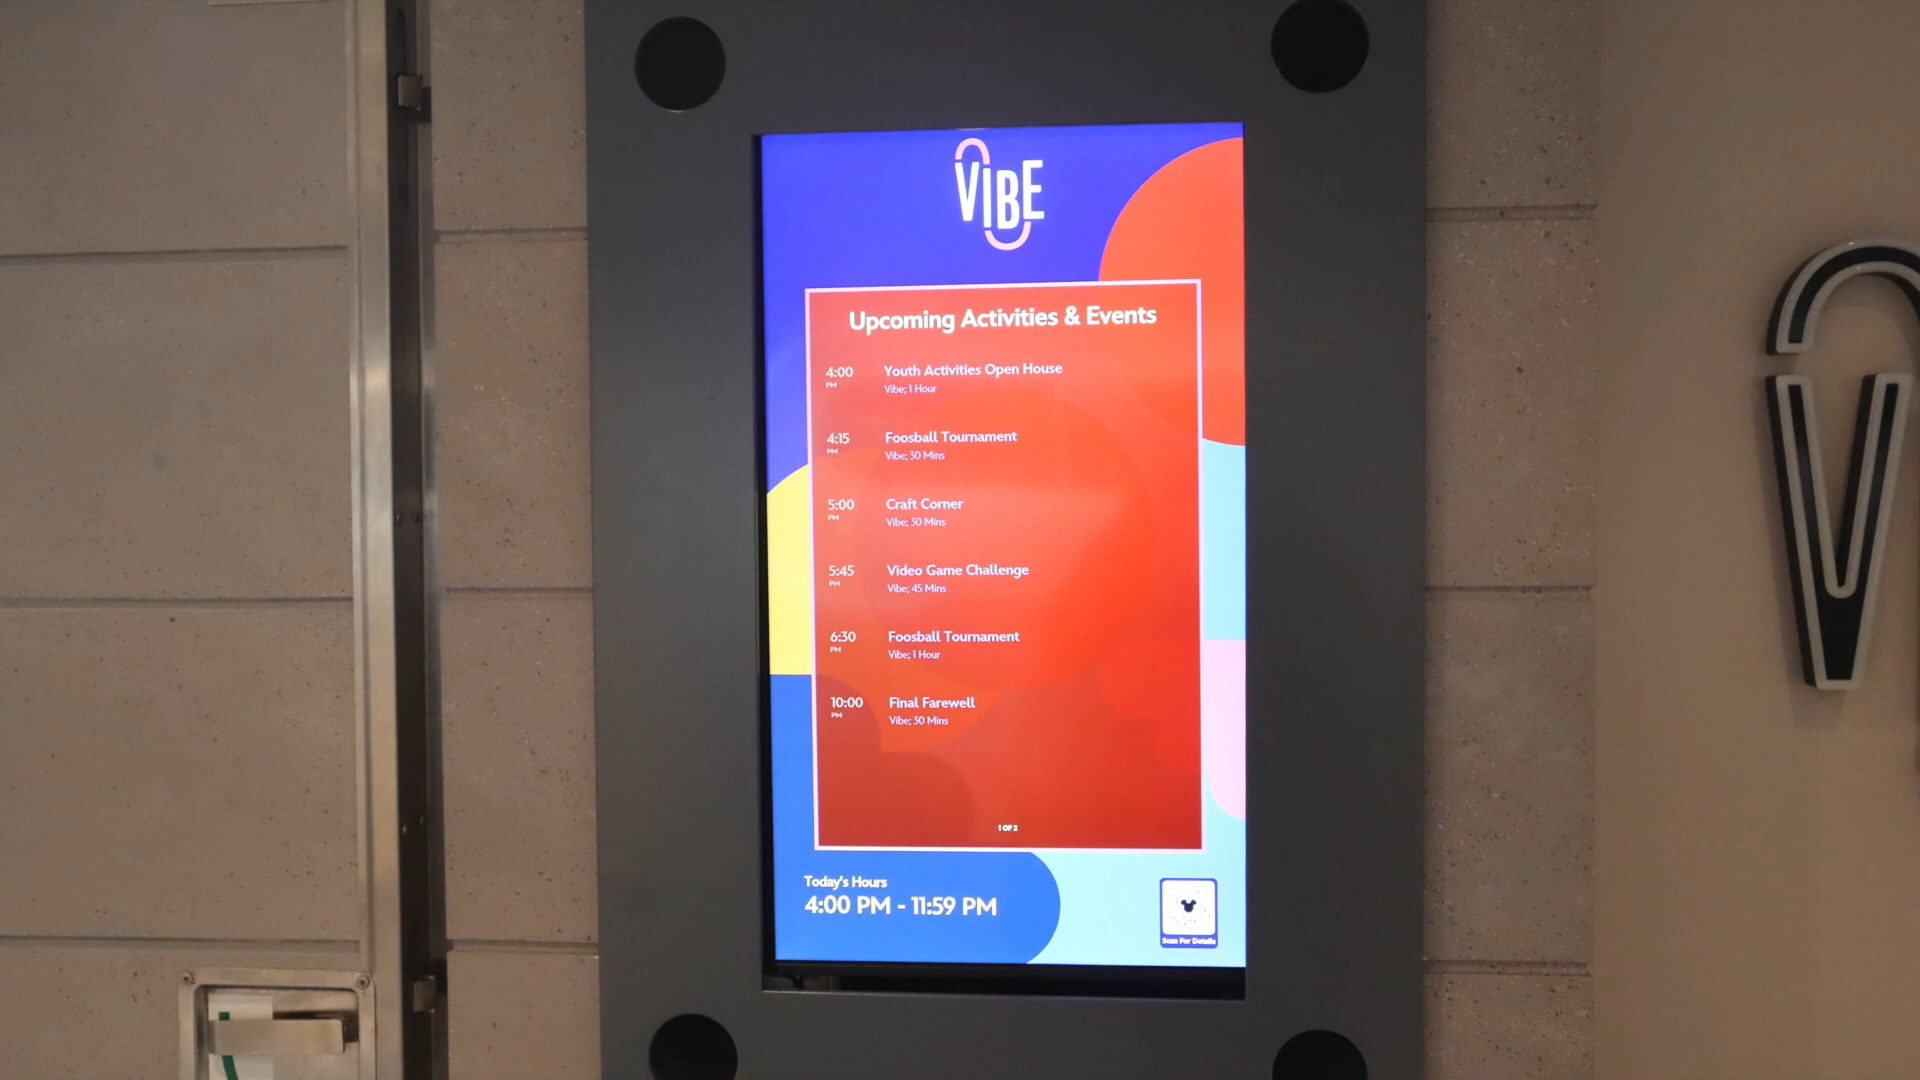 VIBE
Upcoming Activities & Events
4:00 PM
Youth Activities Open House
Vibe; 1 Hour
4:15 PM
Foosball Tournament
Vibe; 30 Mins
5:00 PM
Craft Corner
Vibe; 30 Mins
5:45 PM
Video Game Challenge
Vibe; 45 Mins
6:30 PM
Foosball Tournament
Vibe; 1 Hour
10:00 PM
Final Farewell
Vibe; 30 Mins
1 OF 2
Today's Hours
4:00 PM - 11:59 PM
Scan For Details
V